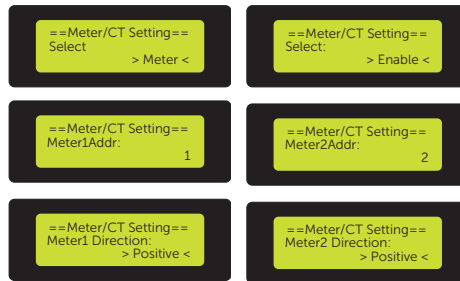 ==Meter/CT Setting==
Select
> Meter <
==Meter/CT Setting==
Select:
> Enable <
==Meter/CT Setting==
Meter1Addr:
1
==Meter/CT Setting==
Meter2Addr:
2
==Meter/CT Setting==
Meter1 Direction:
> Positive <
==Meter/CT Setting==
Meter2 Direction:
> Positive <